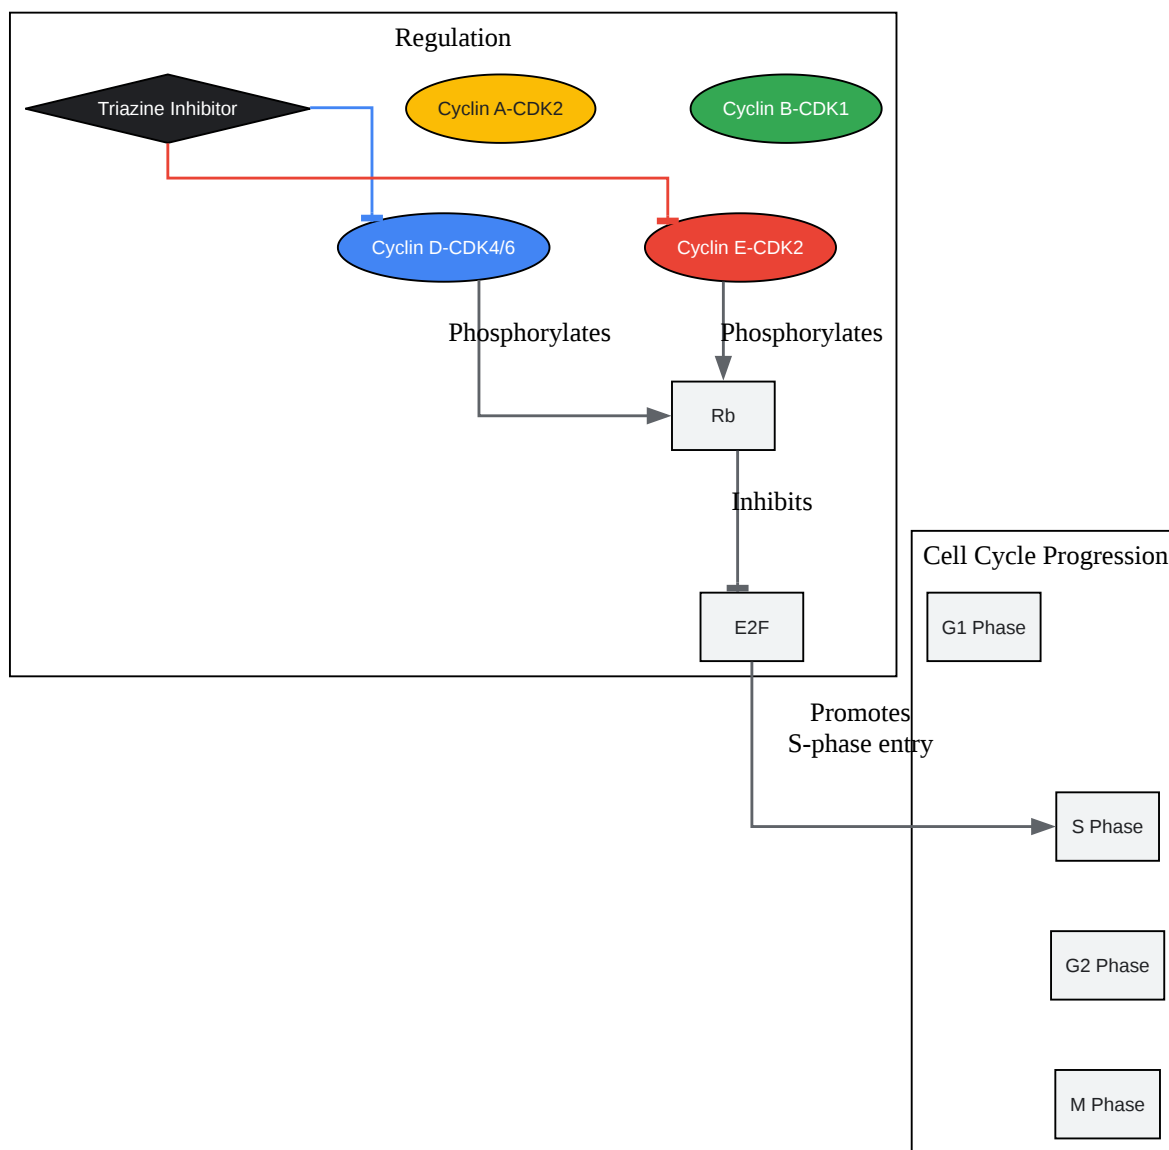 Regulation
Triazine Inhibitor
Cyclin A-CDK2
Cyclin B-CDK1
Cyclin D-CDK4/6
Cyclin E-CDK2
Phosphorylates
Phosphorylates
Rb
Inhibits
Cell Cycle Progression
E2F
G1 Phase
Promotes
S-phase entry
S Phase
G2 Phase
M Phase